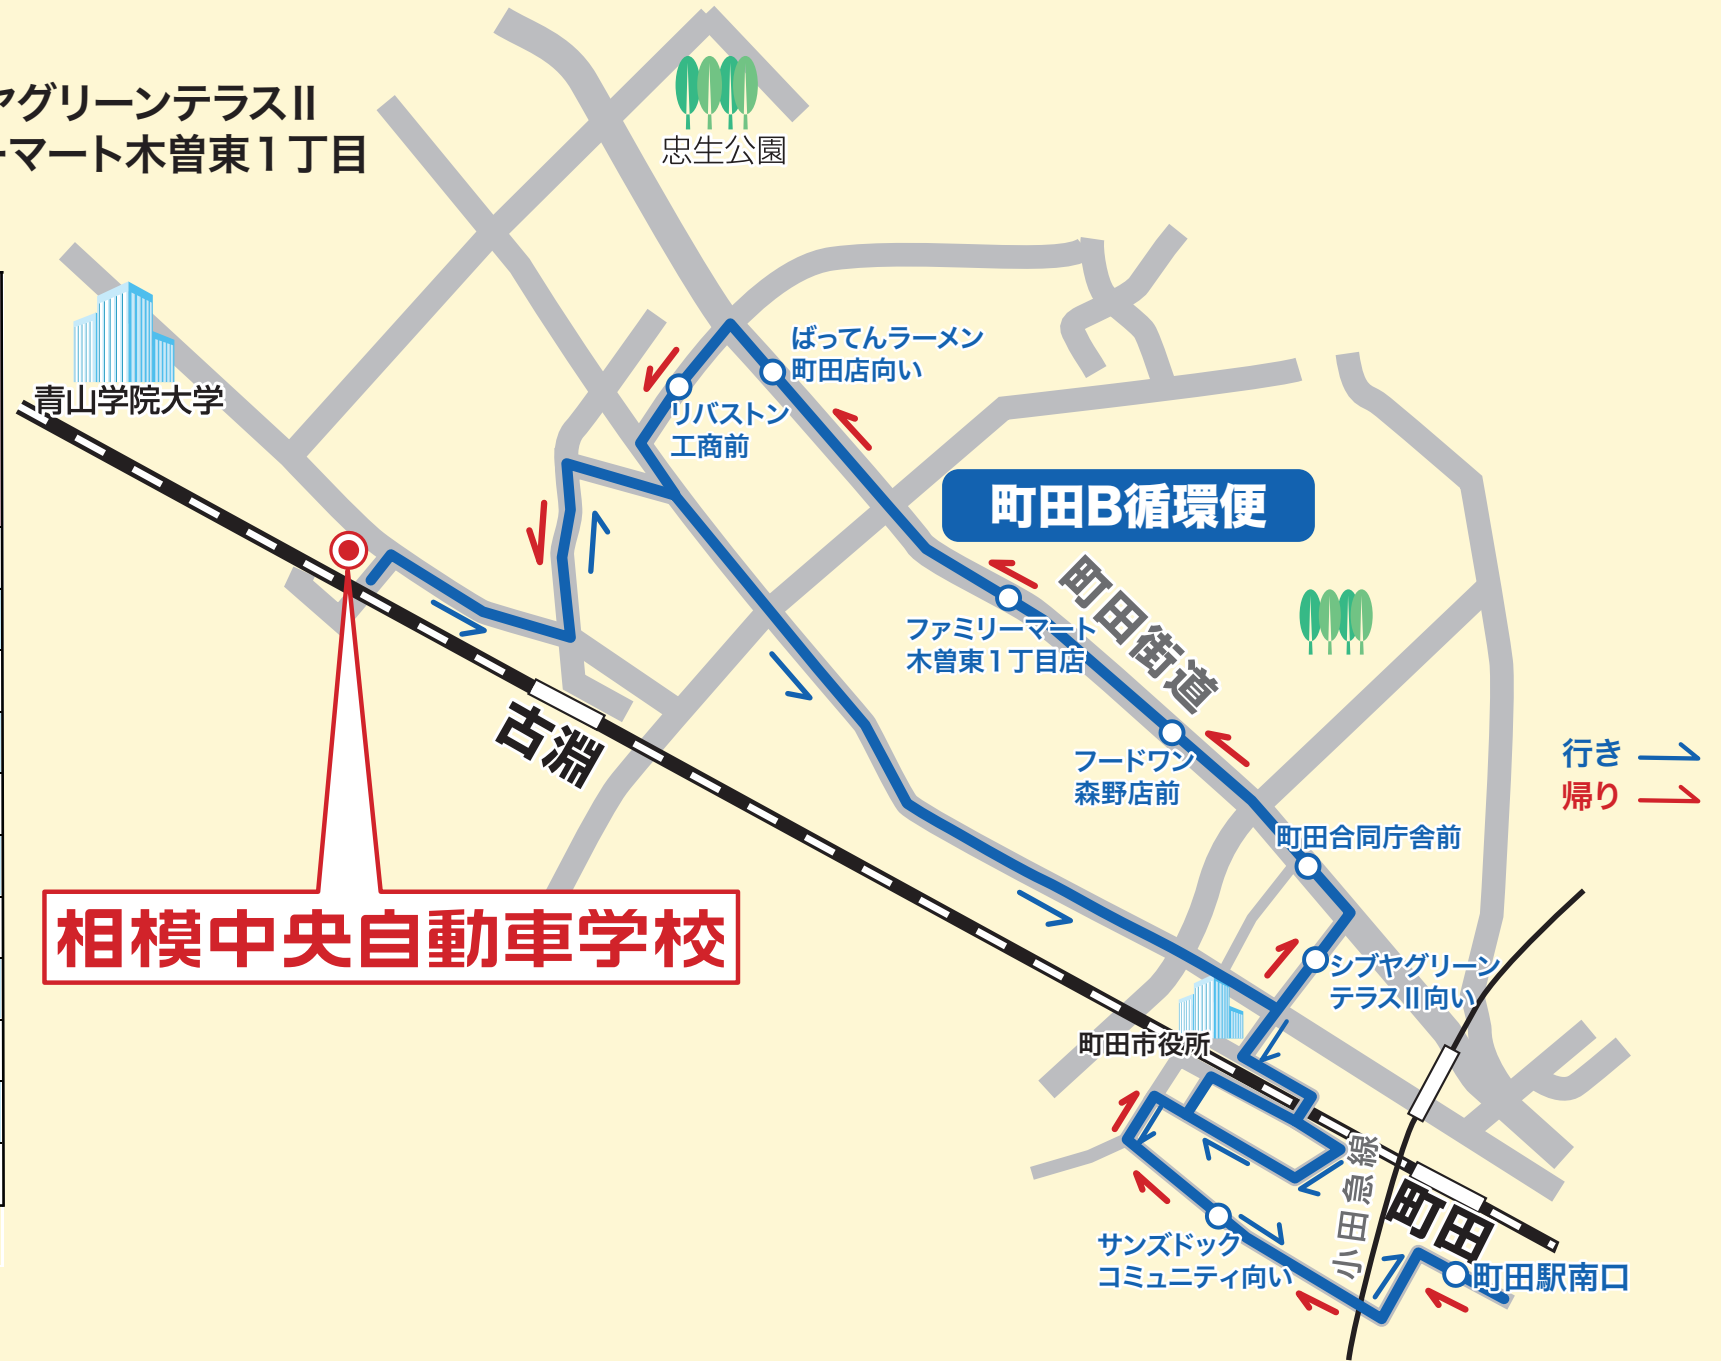 ヤグリーンテラスⅡ
ーマート木曽東1丁目
忠生公園
青山学院大学
ばってんラーメン
町田店向い
リバストン
工商前
町田B循環便
町田街道
ファミリーマート
木曽東1丁目店
古淵
フードワン
森野店前
行き
帰り
町田合同庁舎前
相模中央自動車学校
シブヤグリーン
テラスⅡ向い
町田市役所
小田急線
町田
サンズドック
コミュニティ向い
町田駅南口